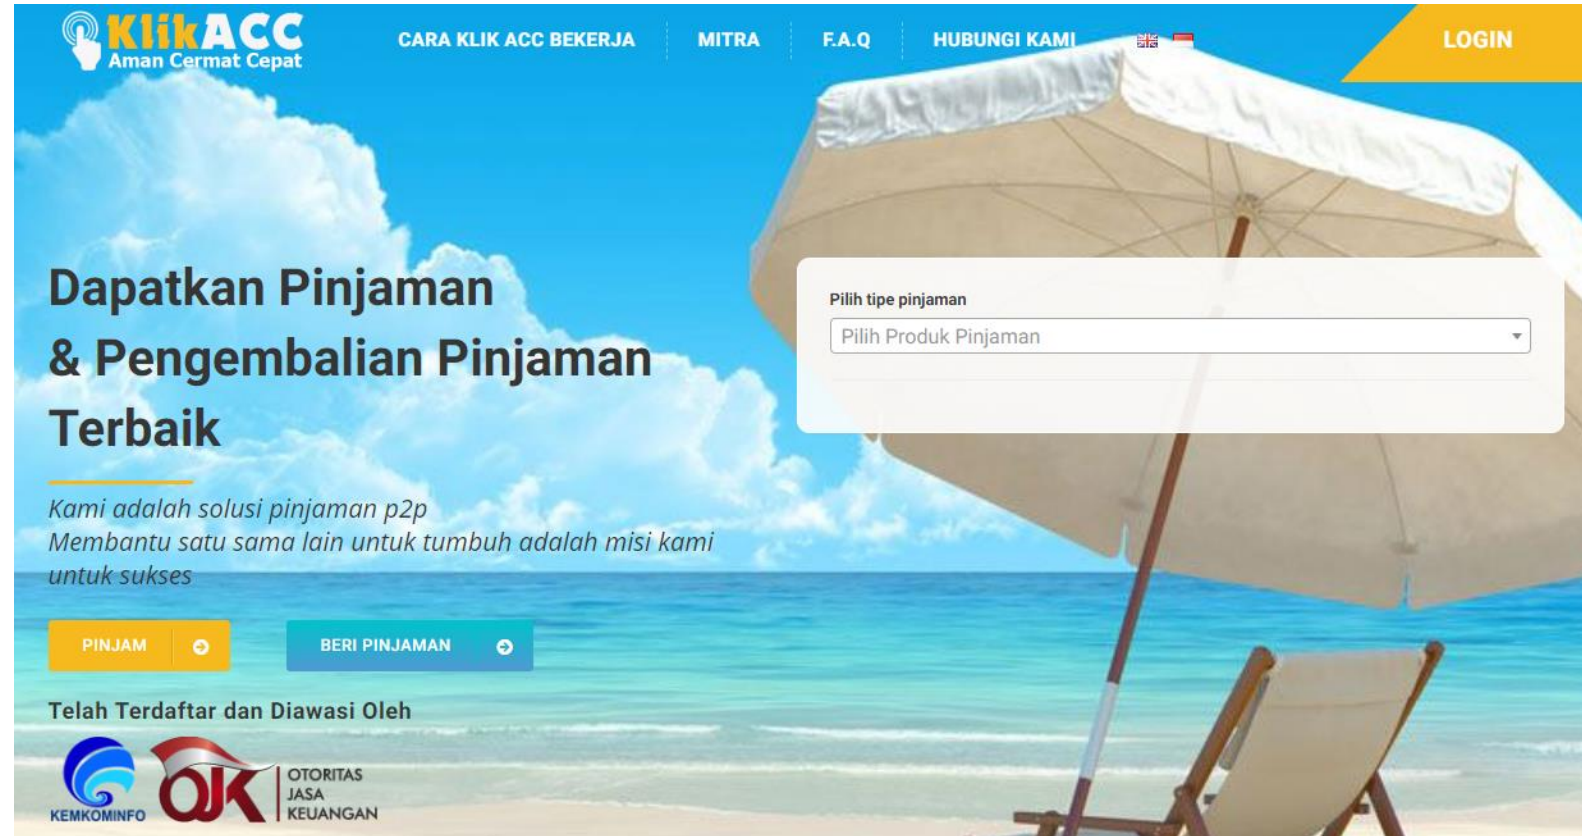 KlikACC
Aman Cermat Cepat
CARA KLIK ACC BEKERJA
MITRA
F.A.Q
HUBUNGI KAMI
LOGIN
Dapatkan Pinjaman
& Pengembalian Pinjaman
Terbaik
Kami adalah solusi pinjaman p2p
Membantu satu sama lain untuk tumbuh adalah misi kami
untuk sukses
PINJAM
BERI PINJAMAN
Pilih tipe pinjaman
Pilih Produk Pinjaman
Telah Terdaftar dan Diawasi Oleh
KEMKOMINFO
OJK
OTORITAS
JASA
KEUANGAN